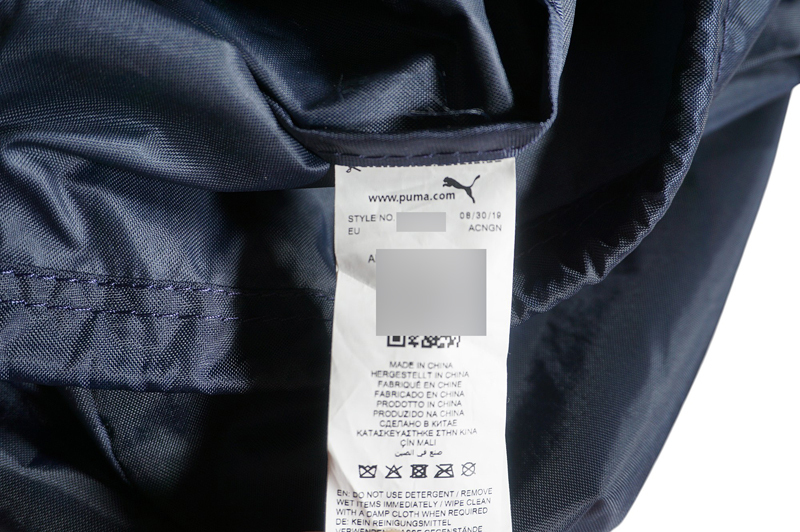 www.puma.com
STYLE NO. 08/30/19
EU ACNGN
A
MADE IN CHINA
HERGESTELLT IN CHINA
FABRIQUÉ EN CHINE
FABRICADO EN CHINA
PRODOTTO IN CHINA
PRODUZIDO NA CHINA
СДЕЛАНО В КИТАЕ
ΚΑΤΑΣΚΕΥΑΣΤΗΚΕ ΣΤΗΝ ΚΙΝΑ
ÇİN MALI
صنع في الصين
EN: DO NOT USE DETERGENT / REMOVE
WET ITEMS IMMEDIATELY / WIPE CLEAN
WITH A DAMP CLOTH WHEN REQUIRED
DE: KEIN REINIGUNGSMITTEL